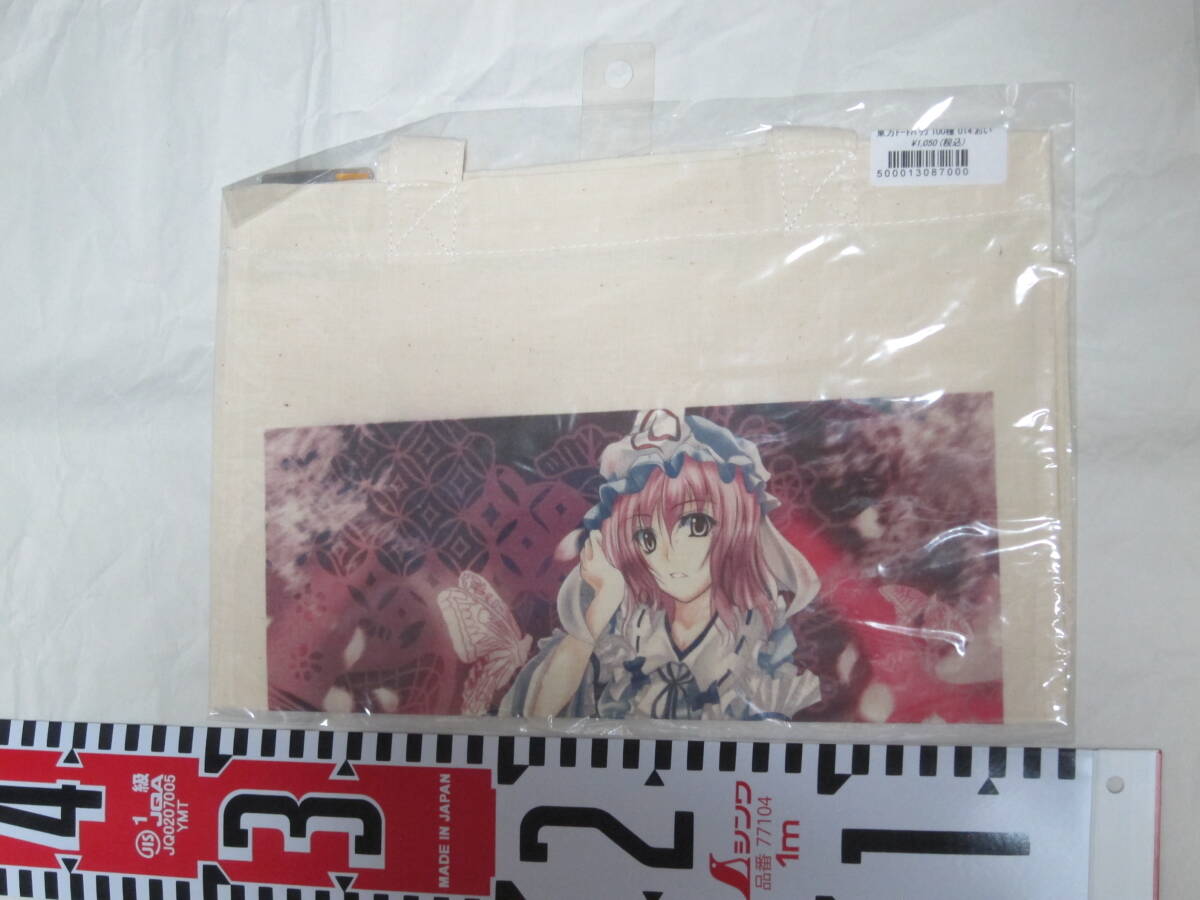 東方トートバッグ 100種 014 おい
¥1,050 (税込)
500013087000
4
1級
JIS JQA
JQ0207005
YMT
3
MADE IN JAPAN
2
シンワ
品番 77104
1m
1